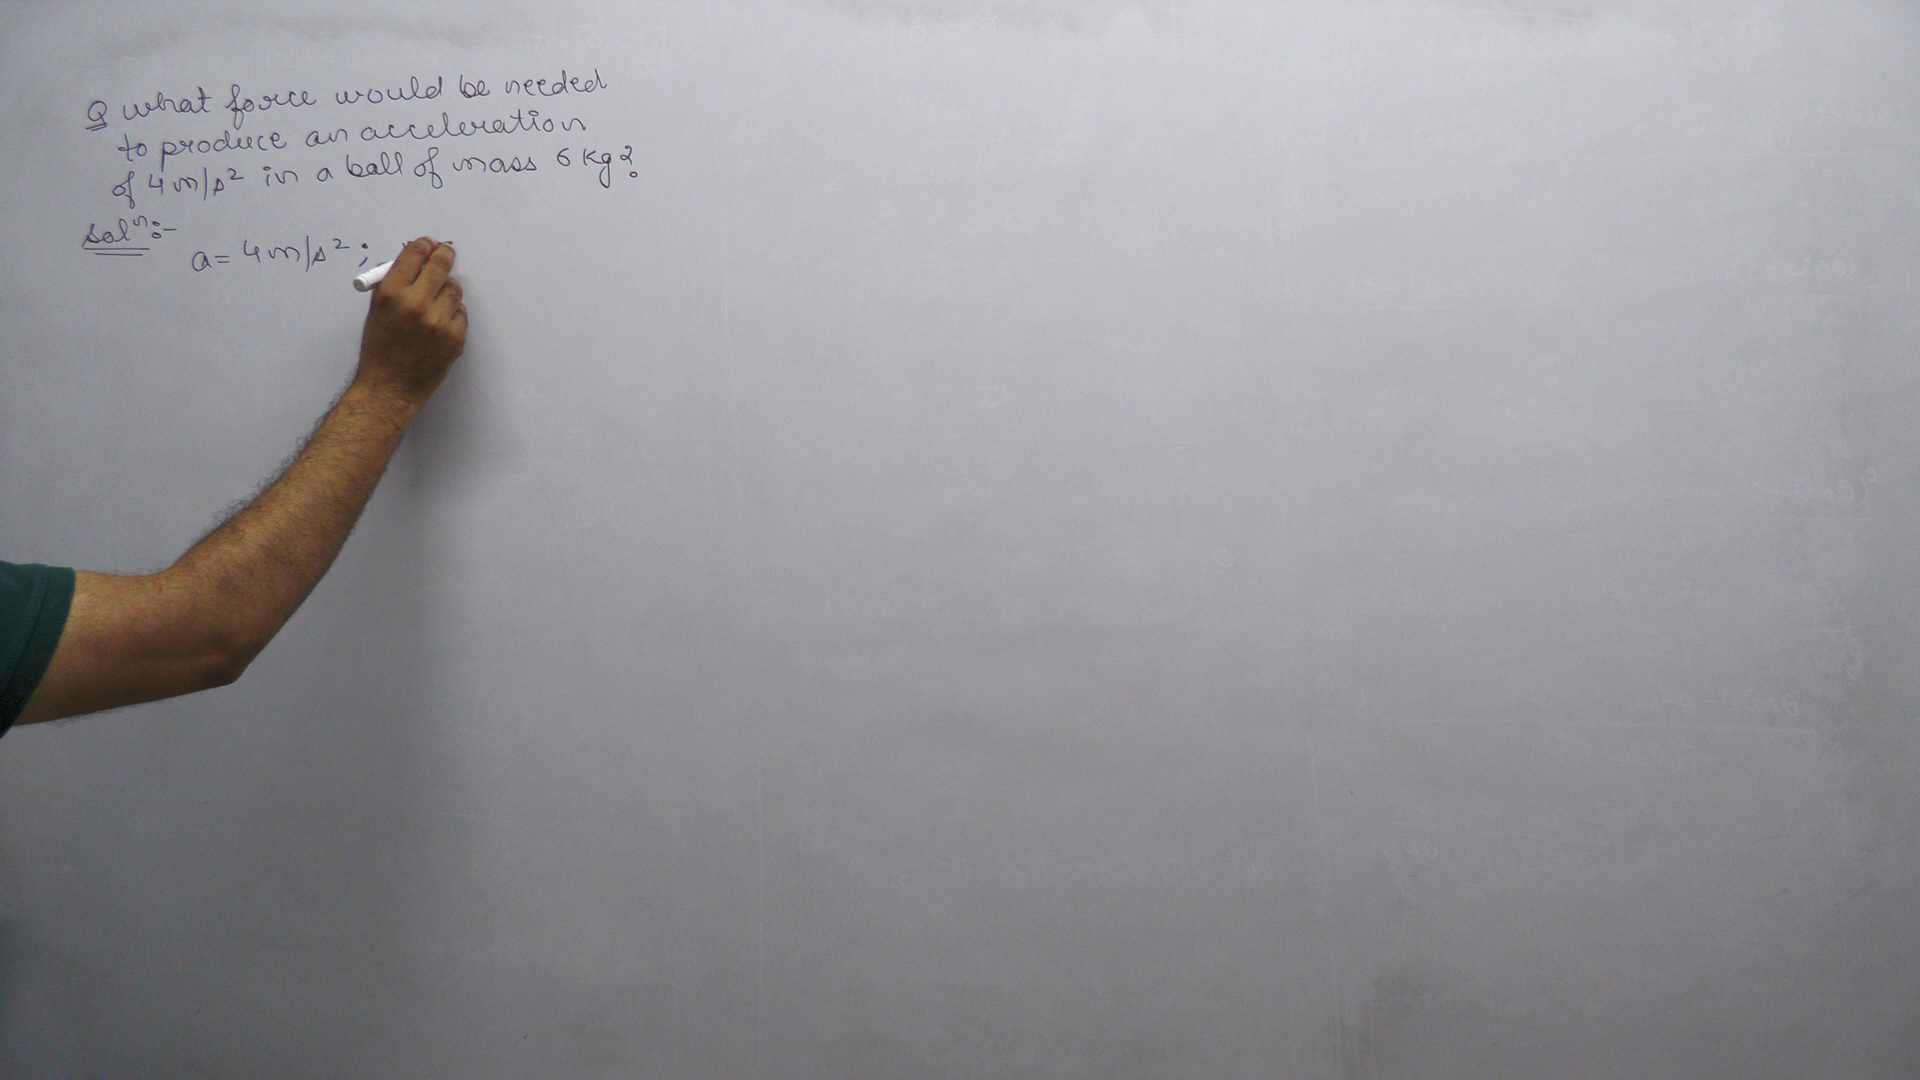 Q what force would be needed
to produce an acceleration
of 4 m/s² in a ball of mass 6 kg?
Solⁿ:-
a = 4 m/s² ;